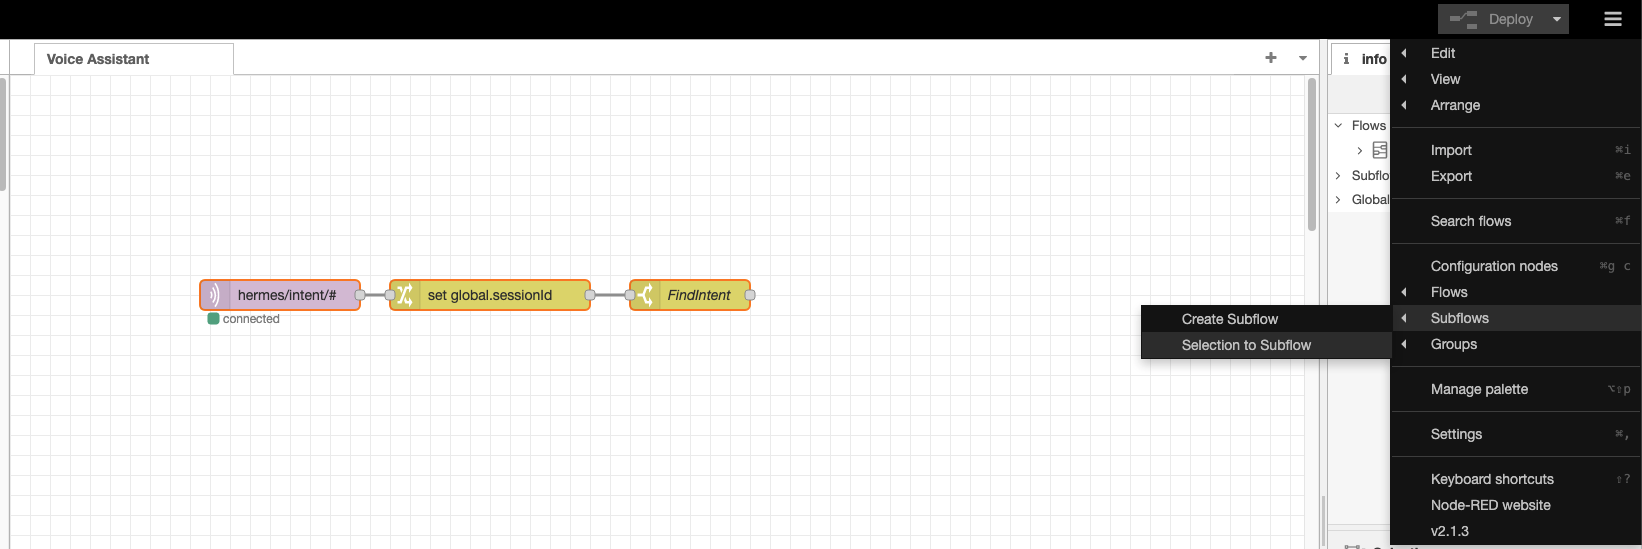 Deploy
Voice Assistant
i info
Flows
Subflo
Global
hermes/intent/#
set global.sessionId
FindIntent
connected
Create Subflow
Selection to Subflow
Edit
View
Arrange
Import ⌘i
Export ⌘e
Search flows ⌘f
Configuration nodes ⌘g c
Flows
Subflows
Groups
Manage palette ⌥⇧p
Settings ⌘,
Keyboard shortcuts ⇧?
Node-RED website
v2.1.3